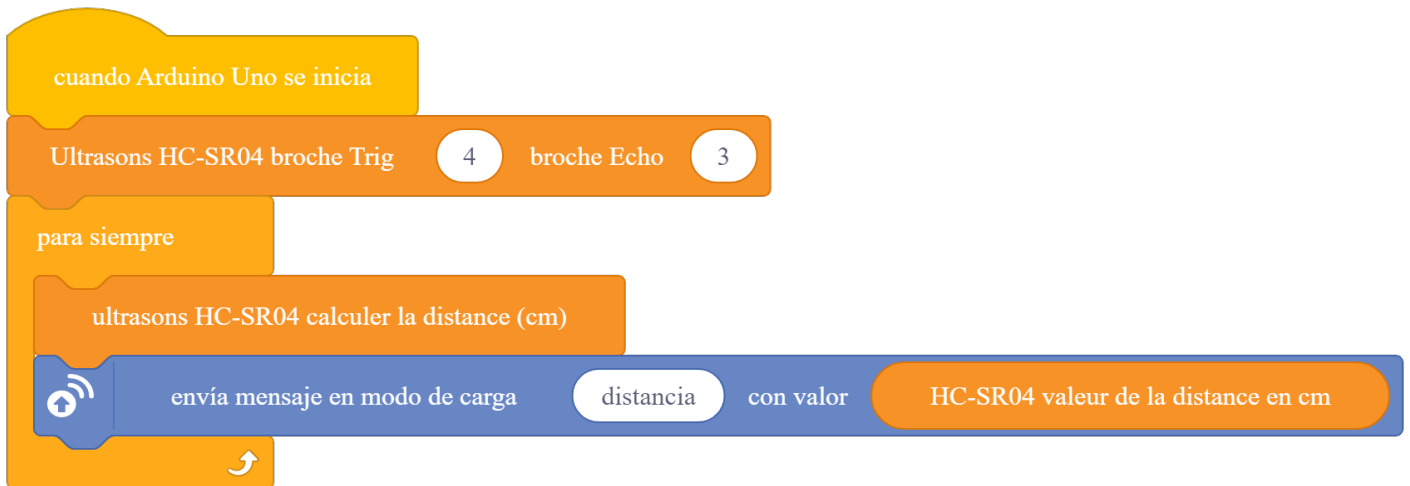 cuando Arduino Uno se inicia
Ultrasons HC-SR04 broche Trig 4 broche Echo 3
para siempre
ultrasons HC-SR04 calculer la distance (cm)
envía mensaje en modo de carga distancia con valor HC-SR04 valeur de la distance en cm